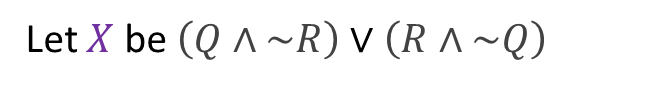 Let X be (Q ∧ ~R) ∨ (R ∧ ~Q)